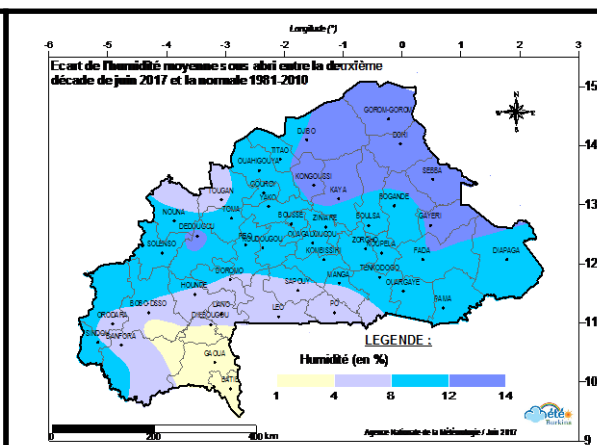 Longitude (°)
-6 -5 -4 -3 -2 -1 0 1 2 3
Ecart de l'humidité moyenne sous abri entre la deuxième
décade de juin 2017 et la normale 1981-2010
N
15
GOROM-GOROM
DJIBO
DORI
14
TITAO
OUAHIGOUYA
KONGOUSSI
SEBBA
TOUGAN
GOURCY
KAYA
YAKO
BOGANDE
13
NOUNA
TOMA
BOUSSE
GAYERI
DEDOUGOU
ZINIARE
BOULSA
SOLENSO
REO
KOUDOUGOU
OUAGADOUGOU
ZORGHO
KOUPELA
KOMBISSIRI
FADA
DIAPAGA
12
BOROMO
TENKODOGO
MANGA
OUARGAYE
HOUNDE
SAPOUY
PAMA
BOBO-DSSO
PO
LEO
ORODARA
DIEBOUGOU
11
SINDOU
BANFORA
LEGENDE :
GAOUA
Humidité (en %)
BATIE
1 4 8 12 14
10
météo
Burkina
0 200 400 km
Agence Nationale de la Météorologie / Juin 2017
9